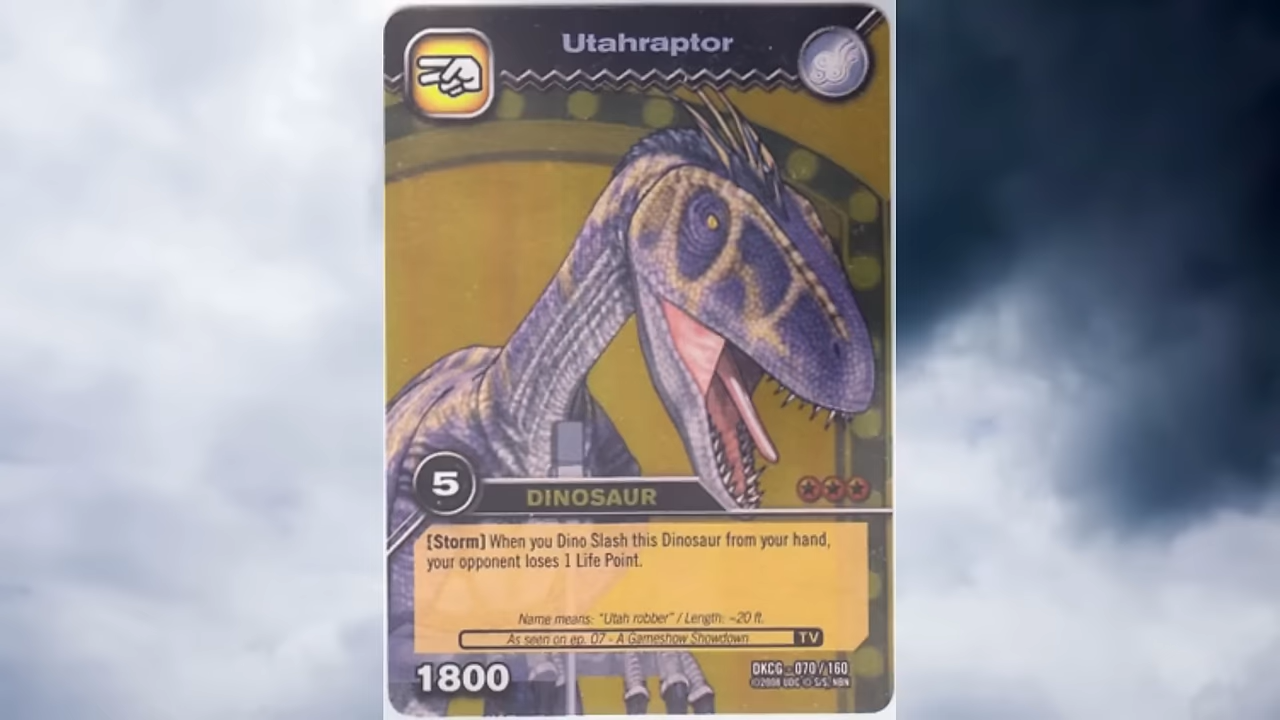 Utahraptor
5
DINOSAUR
[Storm] When you Dino Slash this Dinosaur from your hand,
your opponent loses 1 Life Point.
Name means: "Utah robber" / Length: ~20 ft.
As seen on ep. 07 - A Gameshow Showdown TV
1800
DKCG - 070/160
©2008 UDC © S/S, NBN